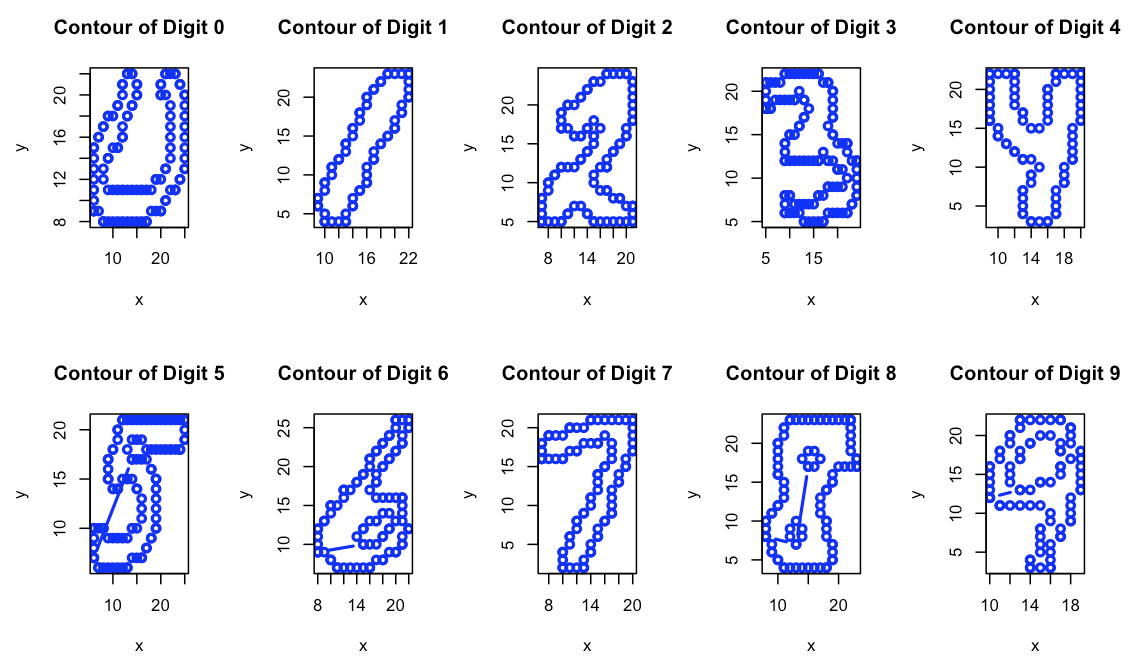 Contour of Digit 0 Contour of Digit 1 Contour of Digit 2 Contour of Digit 3 Contour of Digit 4
y 8 12 16 20 y 5 10 15 20 y 5 10 15 20 y 5 10 15 20 y 5 10 15 20
10 20 10 16 22 8 14 20 5 15 10 14 18
x x x x x
Contour of Digit 5 Contour of Digit 6 Contour of Digit 7 Contour of Digit 8 Contour of Digit 9
y 10 15 20 y 10 15 20 25 y 5 10 15 20 y 5 10 15 20 y 5 10 15 20
10 20 8 14 20 8 14 20 10 20 10 14 18
x x x x x